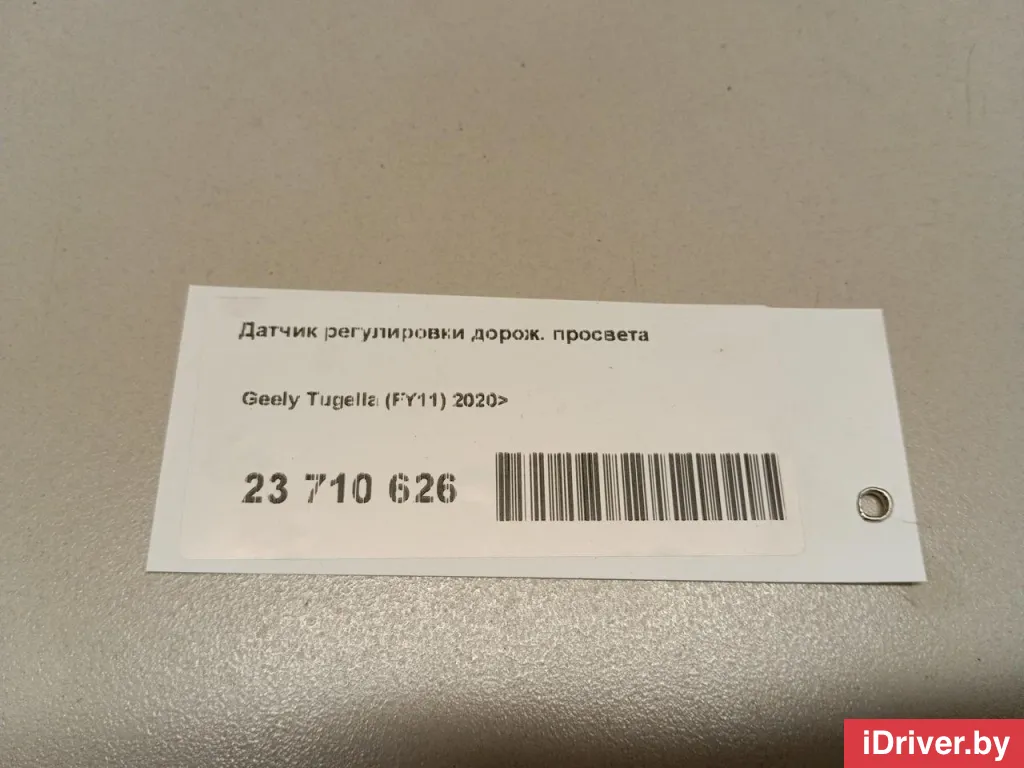 Датчик регулировки дорож. просвета
Geely Tugella (FY11) 2020>
23 710 626
iDriver.by